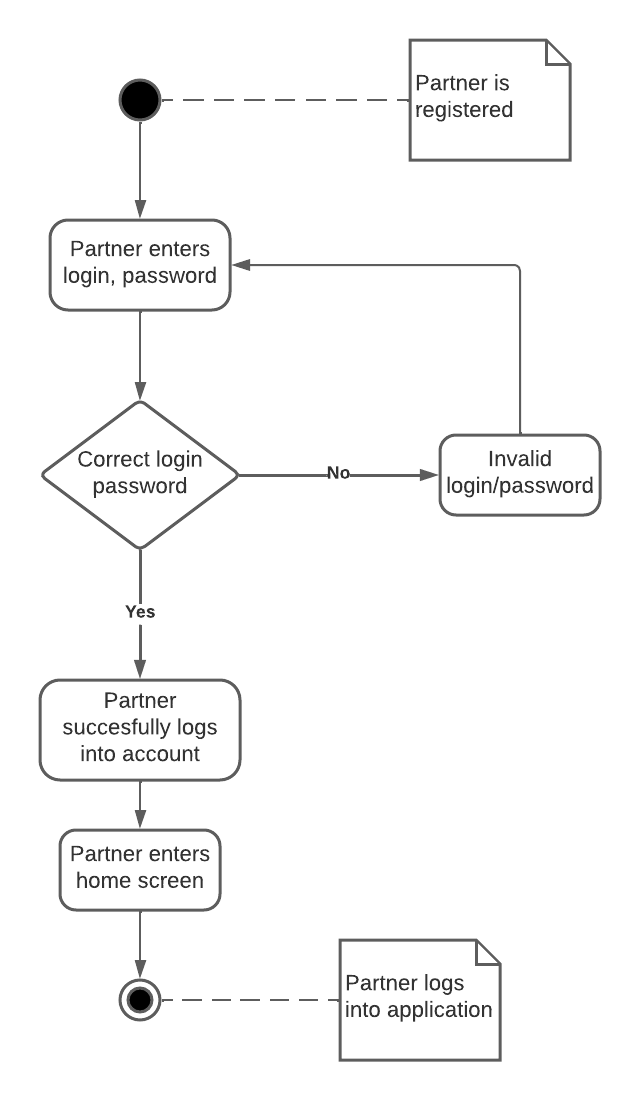 Partner is
registered
Partner enters
login, password
Correct login
password
No
Invalid
login/password
Yes
Partner
succesfully logs
into account
Partner enters
home screen
Partner logs
into application